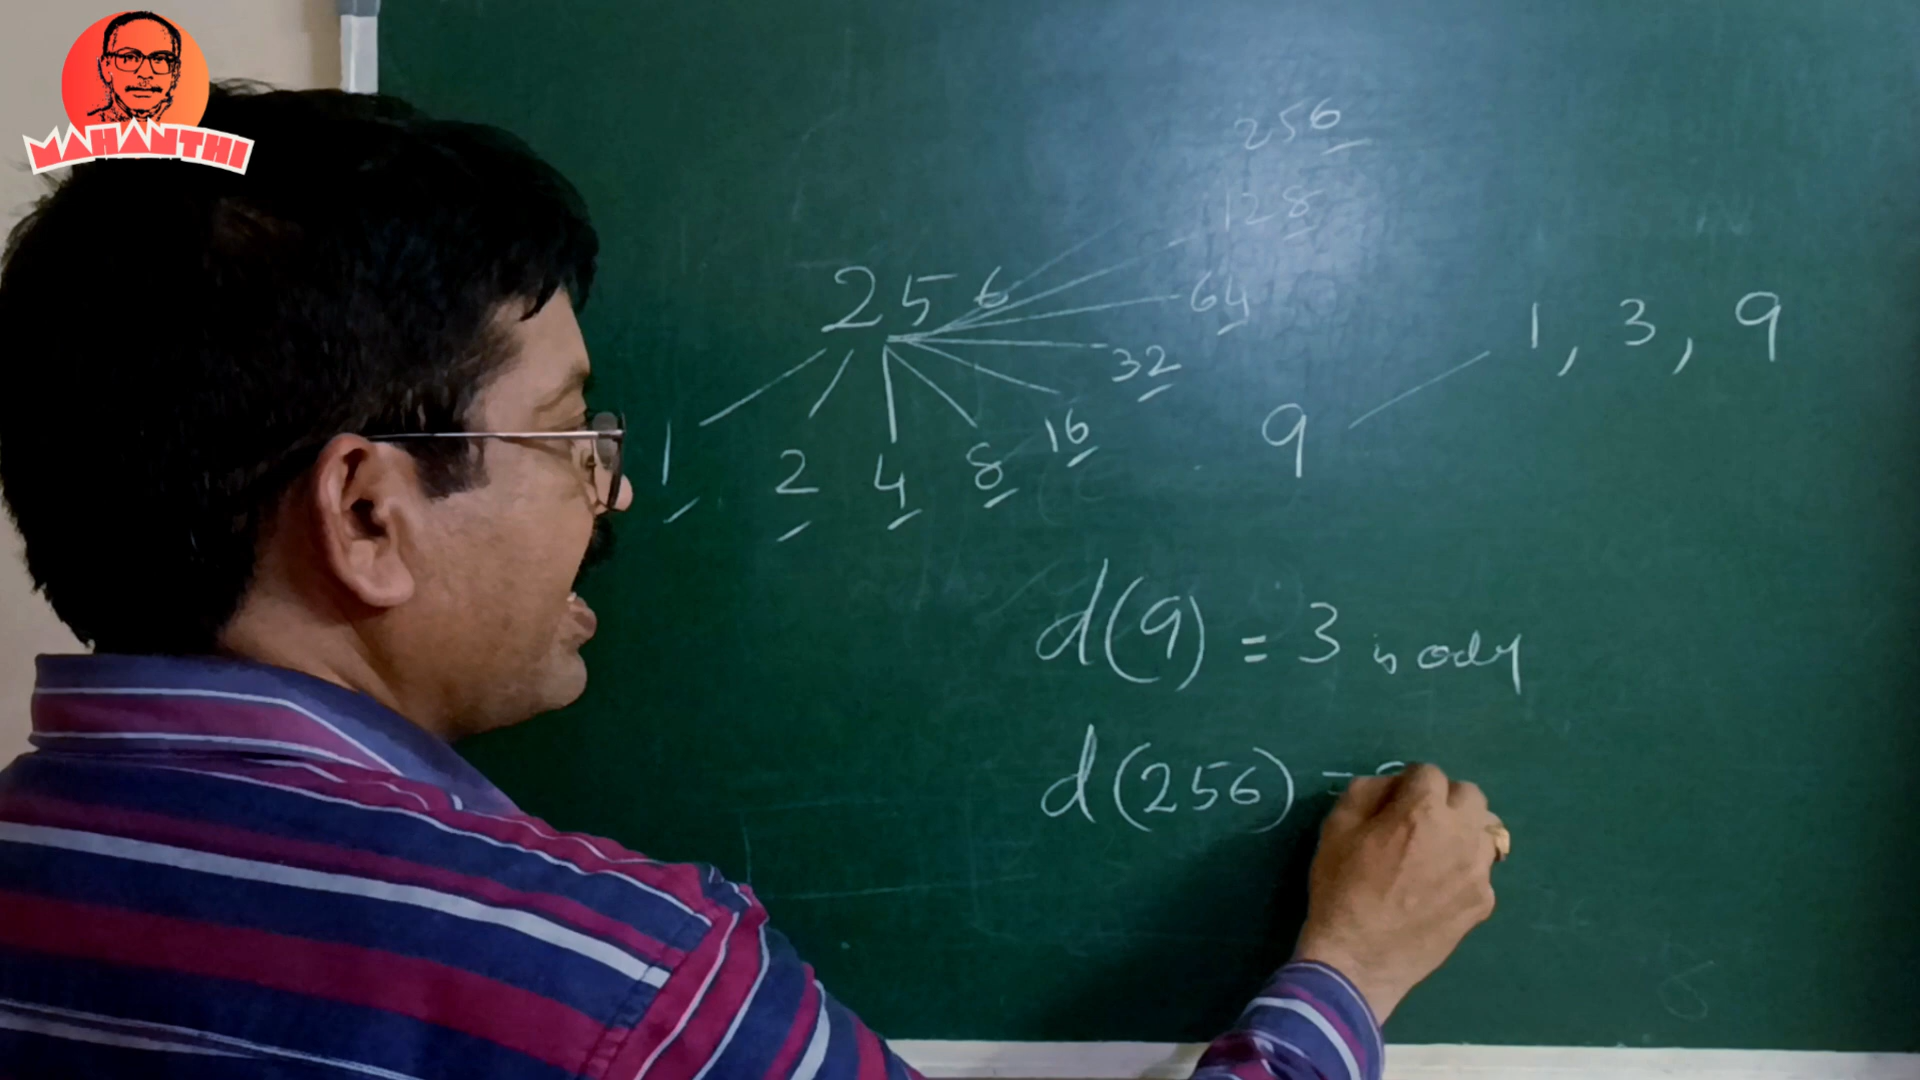 MAHANTHI
256
128
256
64
1, 3, 9
32
1 2 4 8 16
9
d(9) = 3 is odd
d(256) =